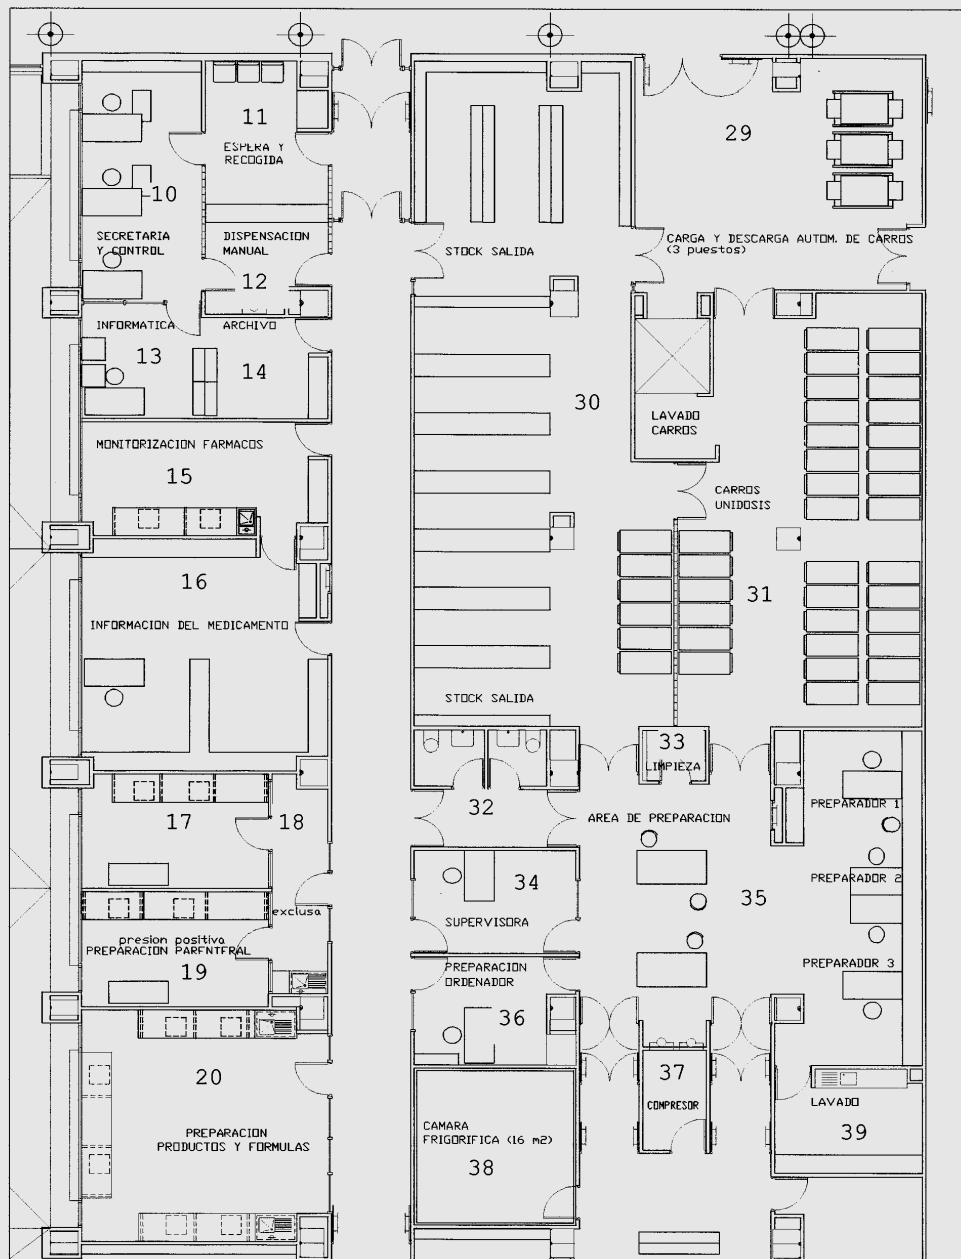 11
ESPERA Y
RECOGIDA
29
10
SECRETARIA
Y CONTROL
DISPENSACION
MANUAL
12
STOCK SALIDA
CARGA Y DESCARGA AUTOM. DE CARROS
(3 puestos)
INFORMATICA
13
ARCHIVO
14
30
LAVADO
CARROS
MONITORIZACION FARMACOS
15
CARROS
UNIDOSIS
16
INFORMACION DEL MEDICAMENTO
31
STOCK SALIDA
33
LIMPIEZA
17
18
32
AREA DE PREPARACION
PREPARADOR 1
34
SUPERVISORA
35
PREPARADOR 2
exclusa
presion positiva
PREPARACION PARENTERAL
19
PREPARACION
ORDENADOR
36
PREPARADOR 3
20
PREPARACION
PRODUCTOS Y FORMULAS
37
COMPRESOR
CAMARA
FRIGORIFICA (16 m2)
38
LAVADO
39